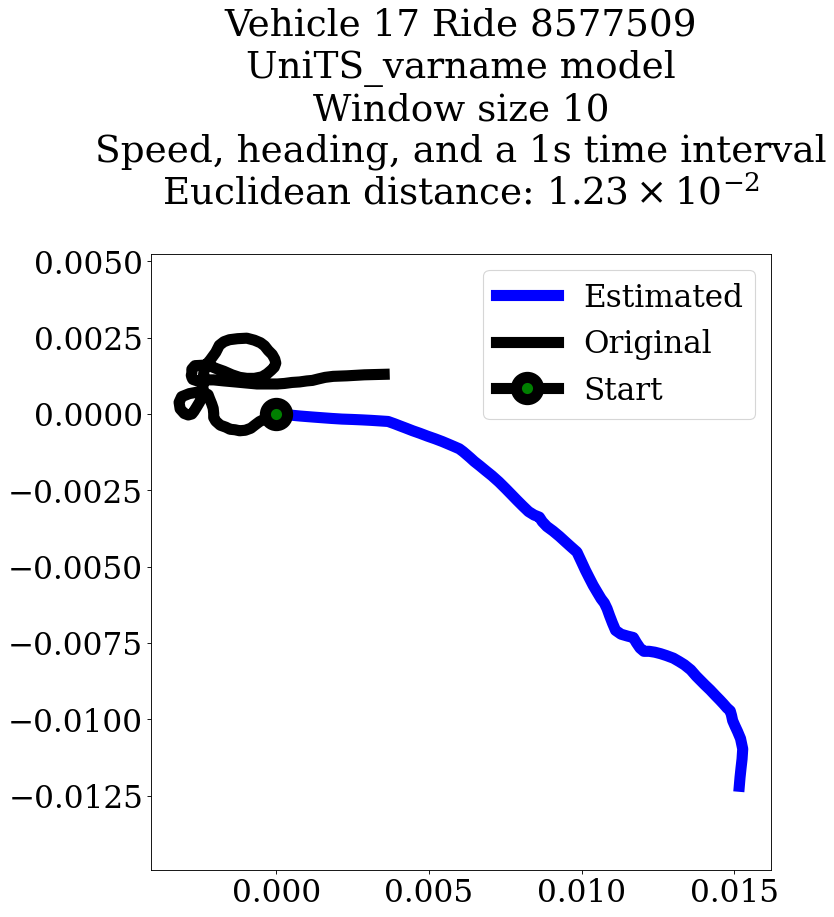 Vehicle 17 Ride 8577509
UniTS_varname model
Window size 10
Speed, heading, and a 1s time interval
Euclidean distance: 1.23 × 10⁻²
0.0050
0.0025
0.0000
−0.0025
−0.0050
−0.0075
−0.0100
−0.0125
Estimated
Original
Start
0.000 0.005 0.010 0.015